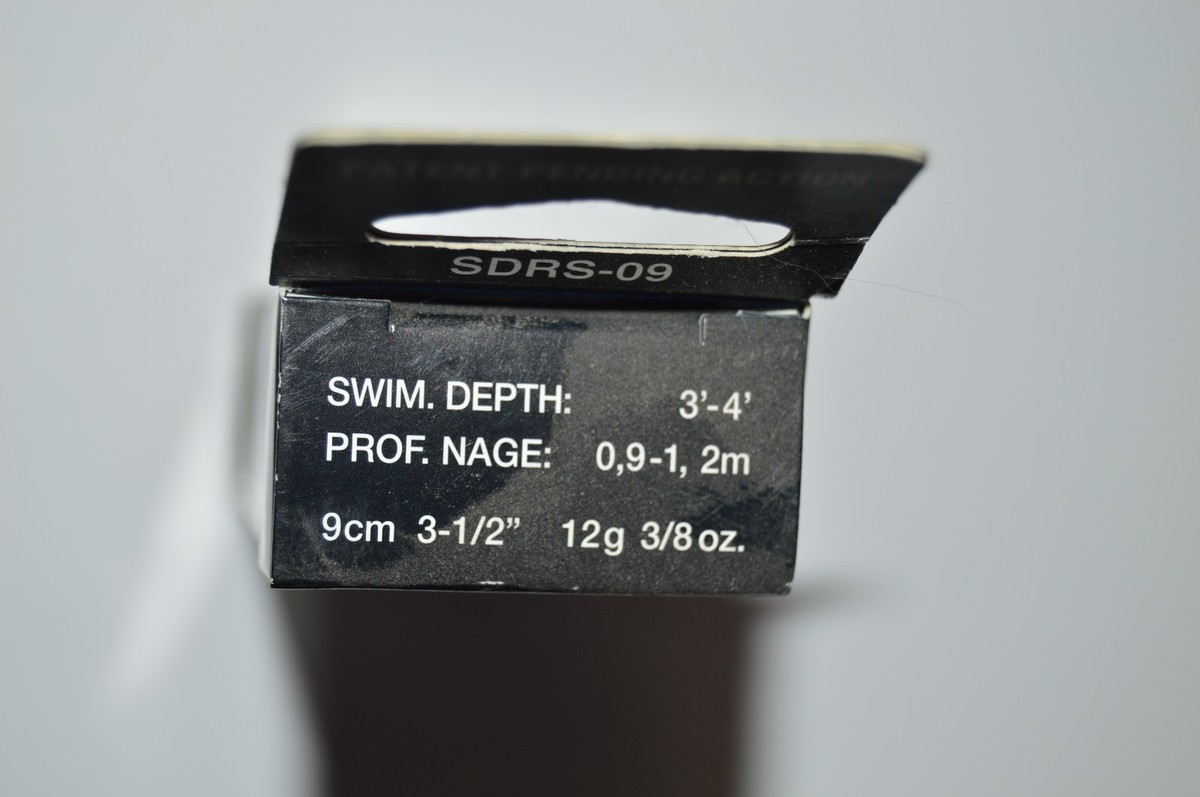 PATENT PENDING ACTION
SDRS-09
SWIM. DEPTH: 3'-4'
PROF. NAGE: 0,9-1, 2m
9cm 3-1/2” 12g 3/8 oz.